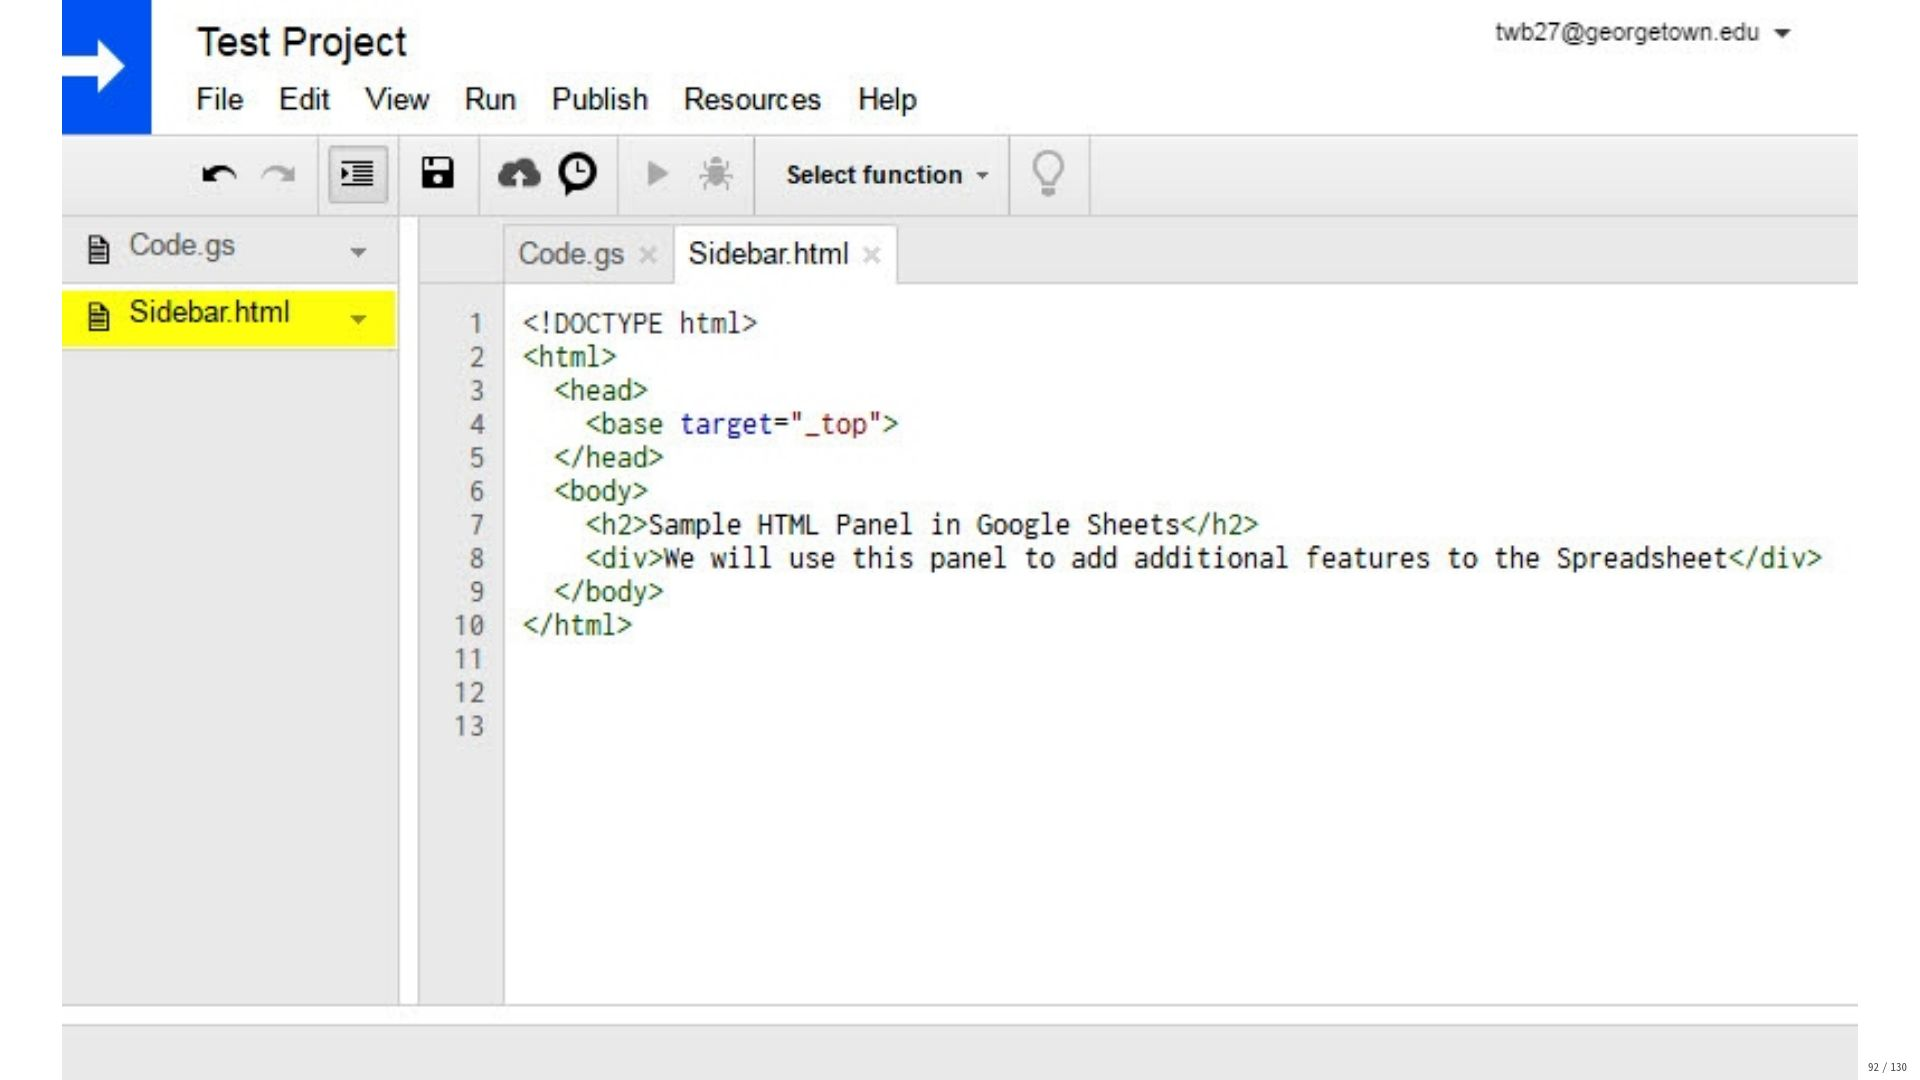 Test Project
twb27@georgetown.edu
File Edit View Run Publish Resources Help
Select function
Code.gs
Sidebar.html
Code.gs Sidebar.html
1 <!DOCTYPE html>
2 <html>
3   <head>
4     <base target="_top">
5   </head>
6   <body>
7     <h2>Sample HTML Panel in Google Sheets</h2>
8     <div>We will use this panel to add additional features to the Spreadsheet</div>
9   </body>
10 </html>
11
12
13
92 / 130